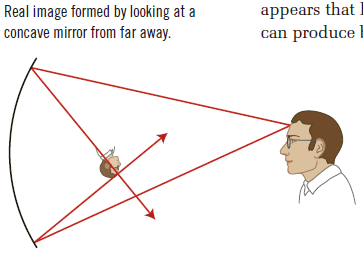 Real image formed by looking at a
concave mirror from far away.
appears that
can produce